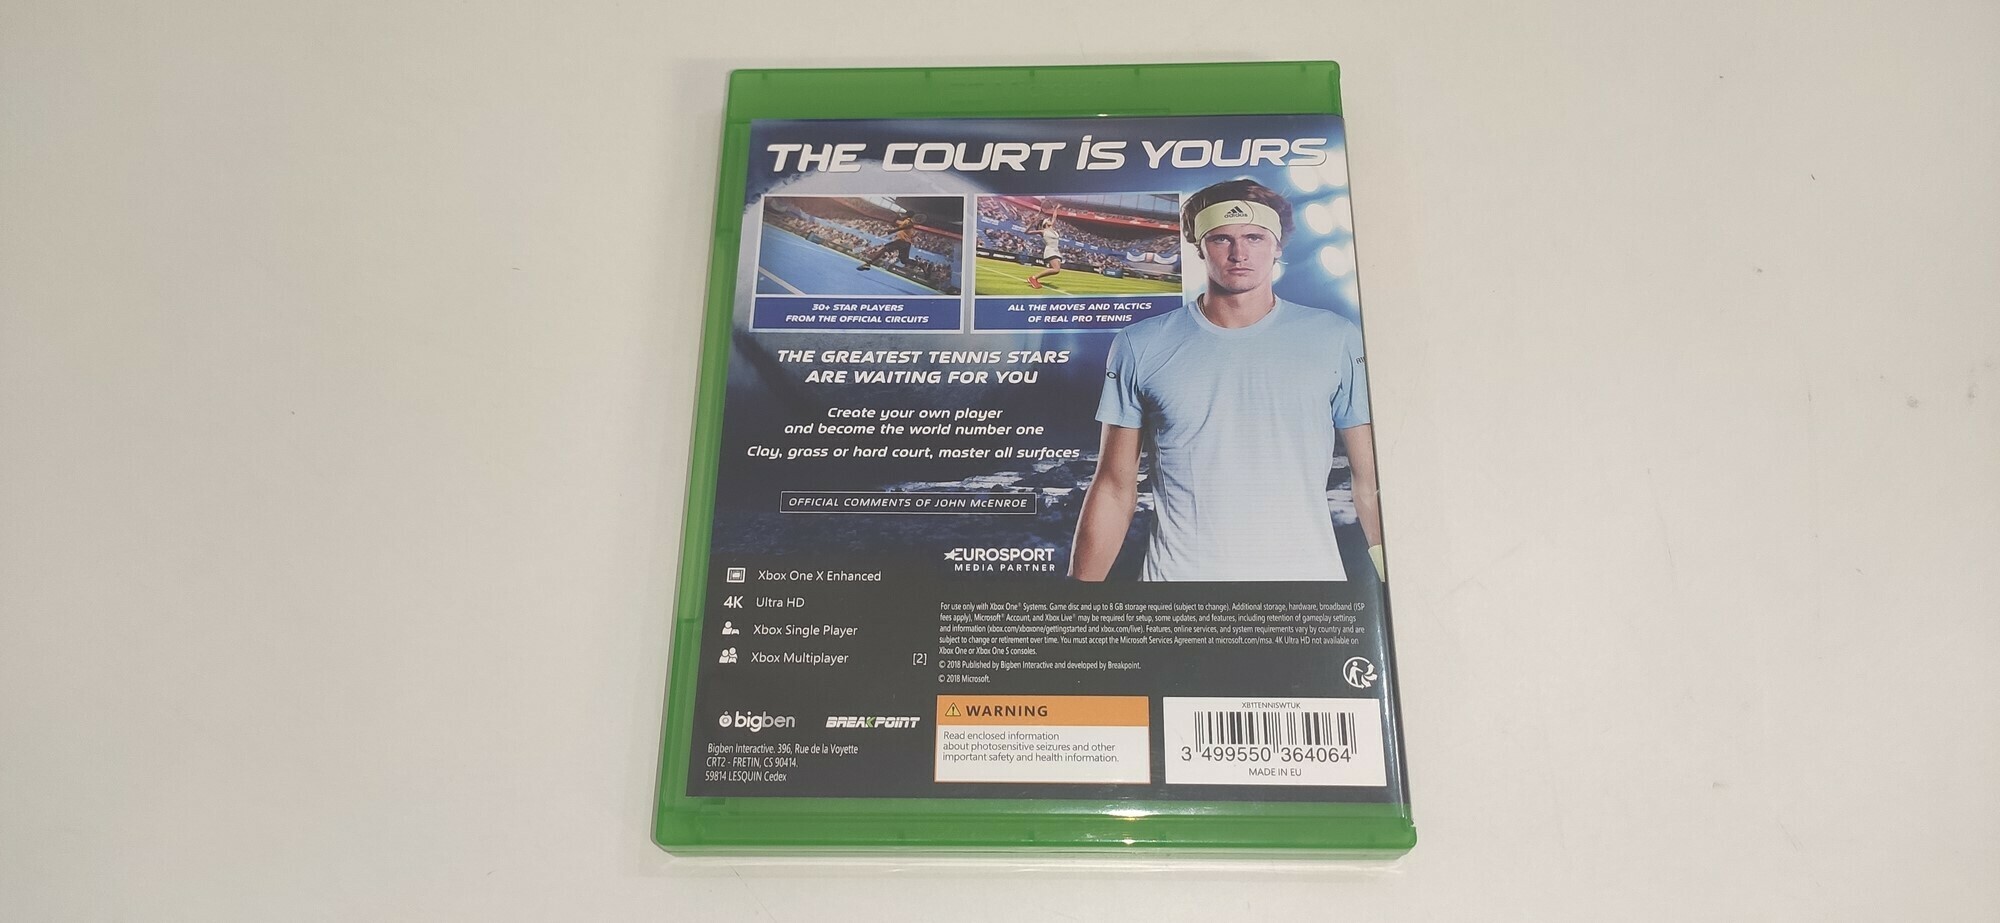 THE COURT iS YOURS
adidas
30+ STAR PLAYERS
FROM THE OFFICIAL CIRCUITS
ALL THE MOVES AND TACTICS
OF REAL PRO TENNIS
THE GREATEST TENNIS STARS
ARE WAITING FOR YOU
Create your own player
and become the world number one
Clay, grass or hard court, master all surfaces
OFFICIAL COMMENTS OF JOHN McENROE
EUROSPORT
MEDIA PARTNER
Xbox One X Enhanced
4K Ultra HD
Xbox Single Player
Xbox Multiplayer [2]
For use only with Xbox One® Systems. Game disc and up to 8 GB storage required (subject to change). Additional storage, hardware, broadband (ISP
fees apply), Microsoft® Account, and Xbox Live® may be required for setup, some updates, and features, including retention of gameplay settings
and information (xbox.com/xboxone/gettingstarted and xbox.com/live). Features, online services, and system requirements vary by country and are
subject to change or retirement over time. You must accept the Microsoft Services Agreement at microsoft.com/msa. 4K Ultra HD not available on
Xbox One or Xbox One S consoles.
© 2018 Published by Bigben Interactive and developed by Breakpoint.
© 2018 Microsoft.
bigben
BREAKPOINT
Bigben Interactive. 396, Rue de la Voyette
CRT2 - FRETIN, CS 90414.
59814 LESQUIN Cedex
WARNING
Read enclosed information
about photosensitive seizures and other
important safety and health information.
XB1TENNISWTUK
3 499550 364064
MADE IN EU